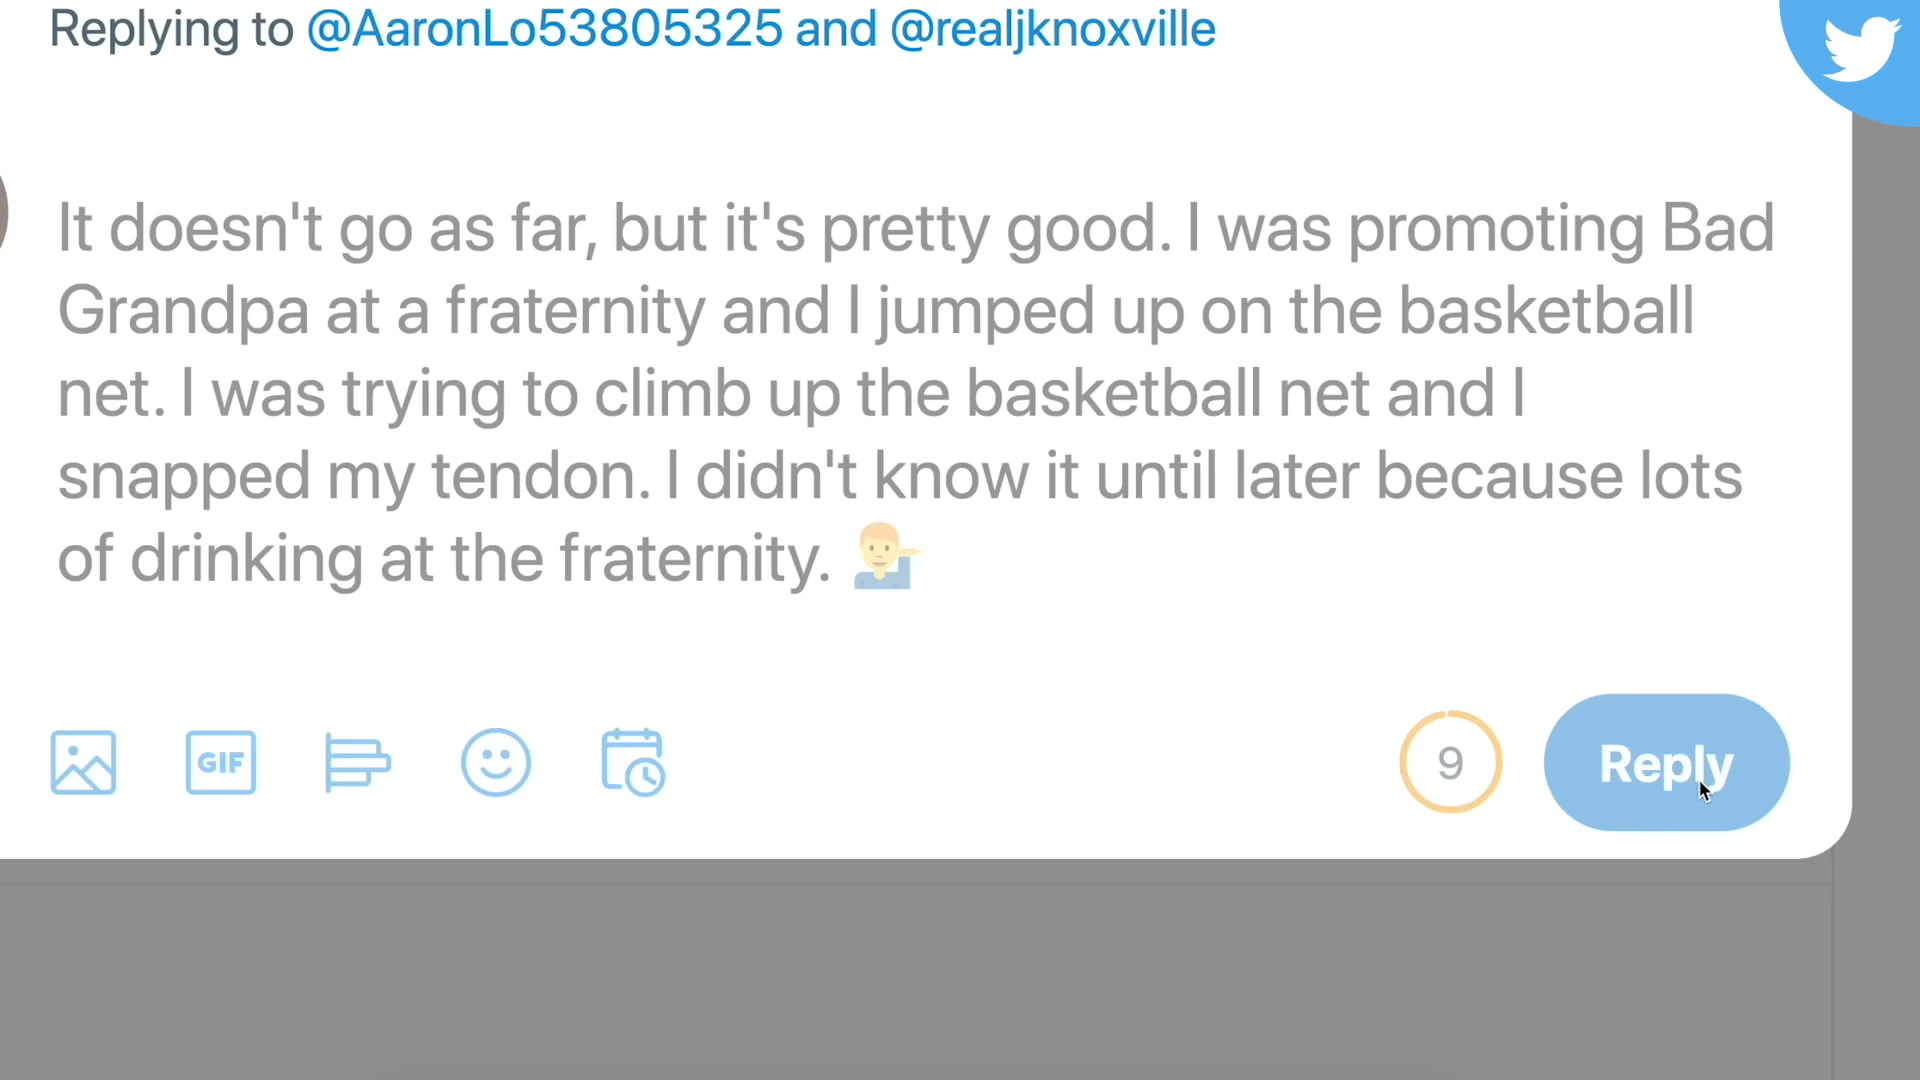 Replying to @AaronLo53805325 and @realjknoxville
It doesn't go as far, but it's pretty good. I was promoting Bad
Grandpa at a fraternity and I jumped up on the basketball
net. I was trying to climb up the basketball net and I
snapped my tendon. I didn't know it until later because lots
of drinking at the fraternity. 💁🏼‍♂️
GIF
9
Reply